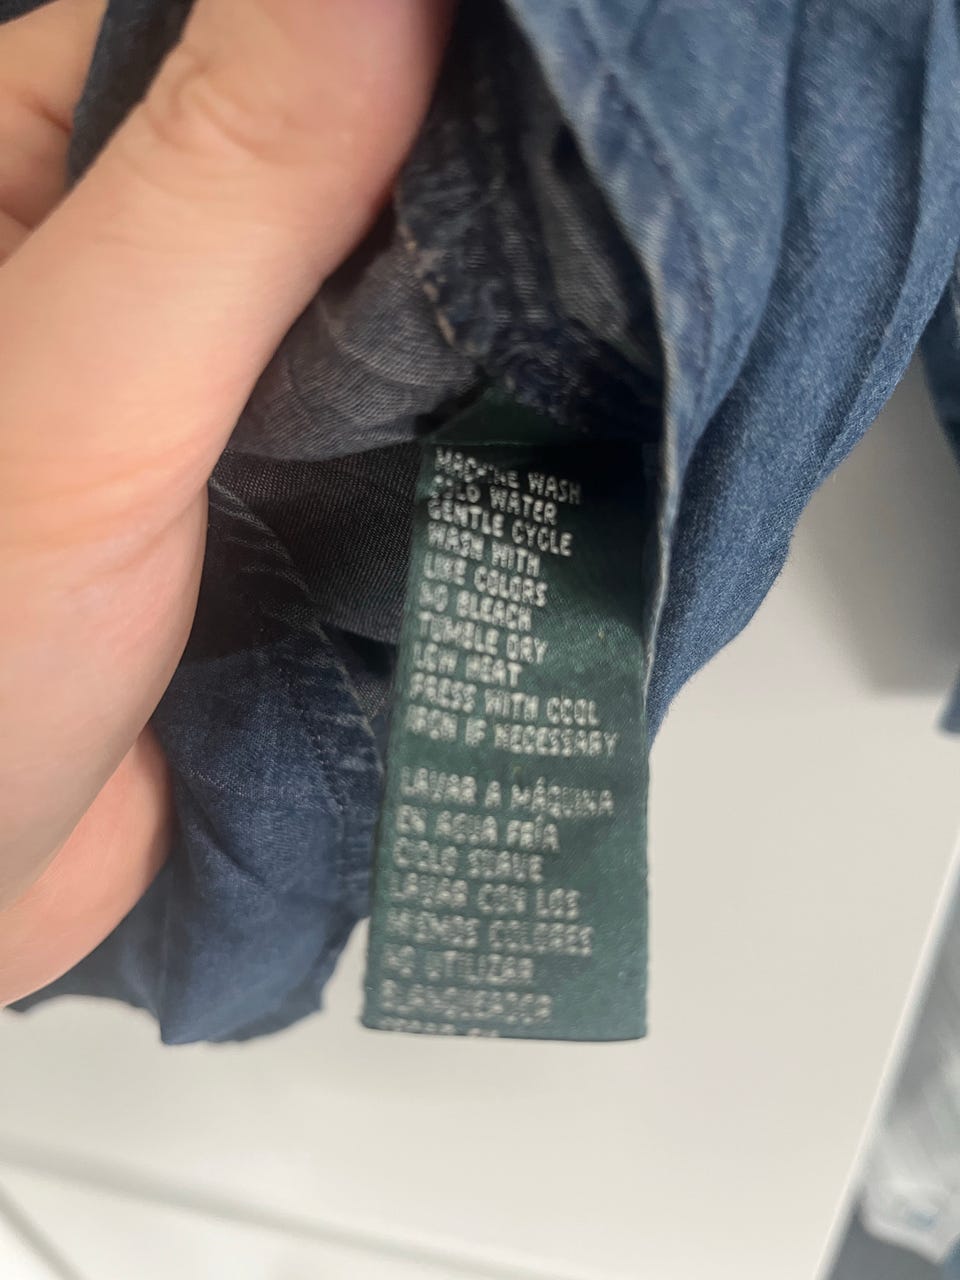 MACHINE WASH
COLD WATER
GENTLE CYCLE
WASH WITH
LIKE COLORS
NO BLEACH
TUMBLE DRY
LOW HEAT
PRESS WITH COOL
IRON IF NECESSARY
LAVAR A MÁQUINA
EN AGUA FRÍA
CICLO SUAVE
LAVAR CON LOS
MISMOS COLORES
NO UTILIZAR
BLANQUEADOR